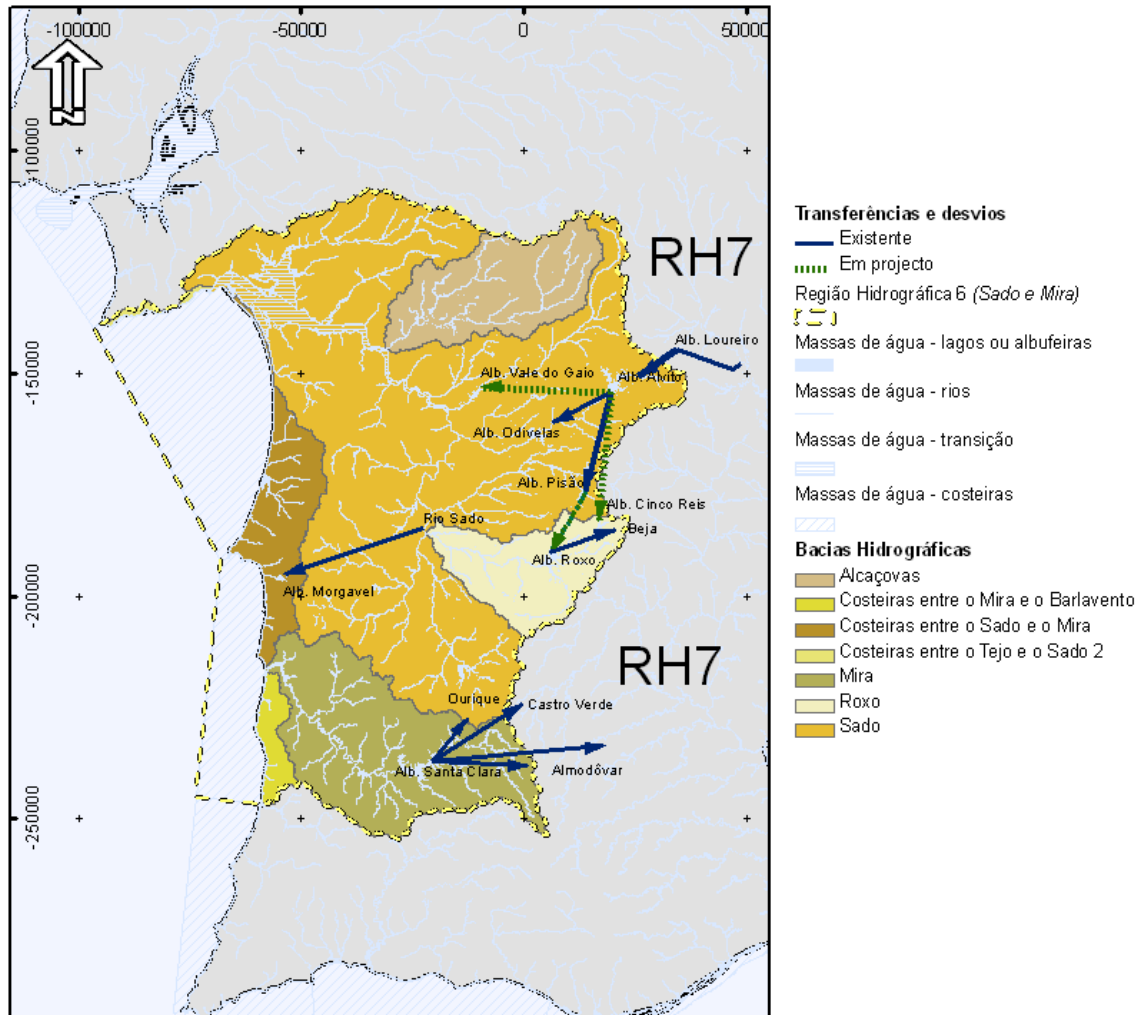 -100000
-50000
0
50000
N
-100000
-150000
-200000
-250000
RH7
Alb. Loureiro
Alb. Vale do Gaio
Alb. Alvito
Alb. Odivelas
Alb. Pisão
Alb. Cinco Reis
Rio Sado
Beja
Alb. Roxo
Alb. Morgavel
RH7
Ourique
Castro Verde
Alb. Santa Clara
Almodôvar
Transferências e desvios
Existente
Em projecto
Região Hidrográfica 6 (Sado e Mira)
Massas de água - lagos ou albufeiras
Massas de água - rios
Massas de água - transição
Massas de água - costeiras
Bacias Hidrográficas
Alcaçovas
Costeiras entre o Mira e o Barlavento
Costeiras entre o Sado e o Mira
Costeiras entre o Tejo e o Sado 2
Mira
Roxo
Sado